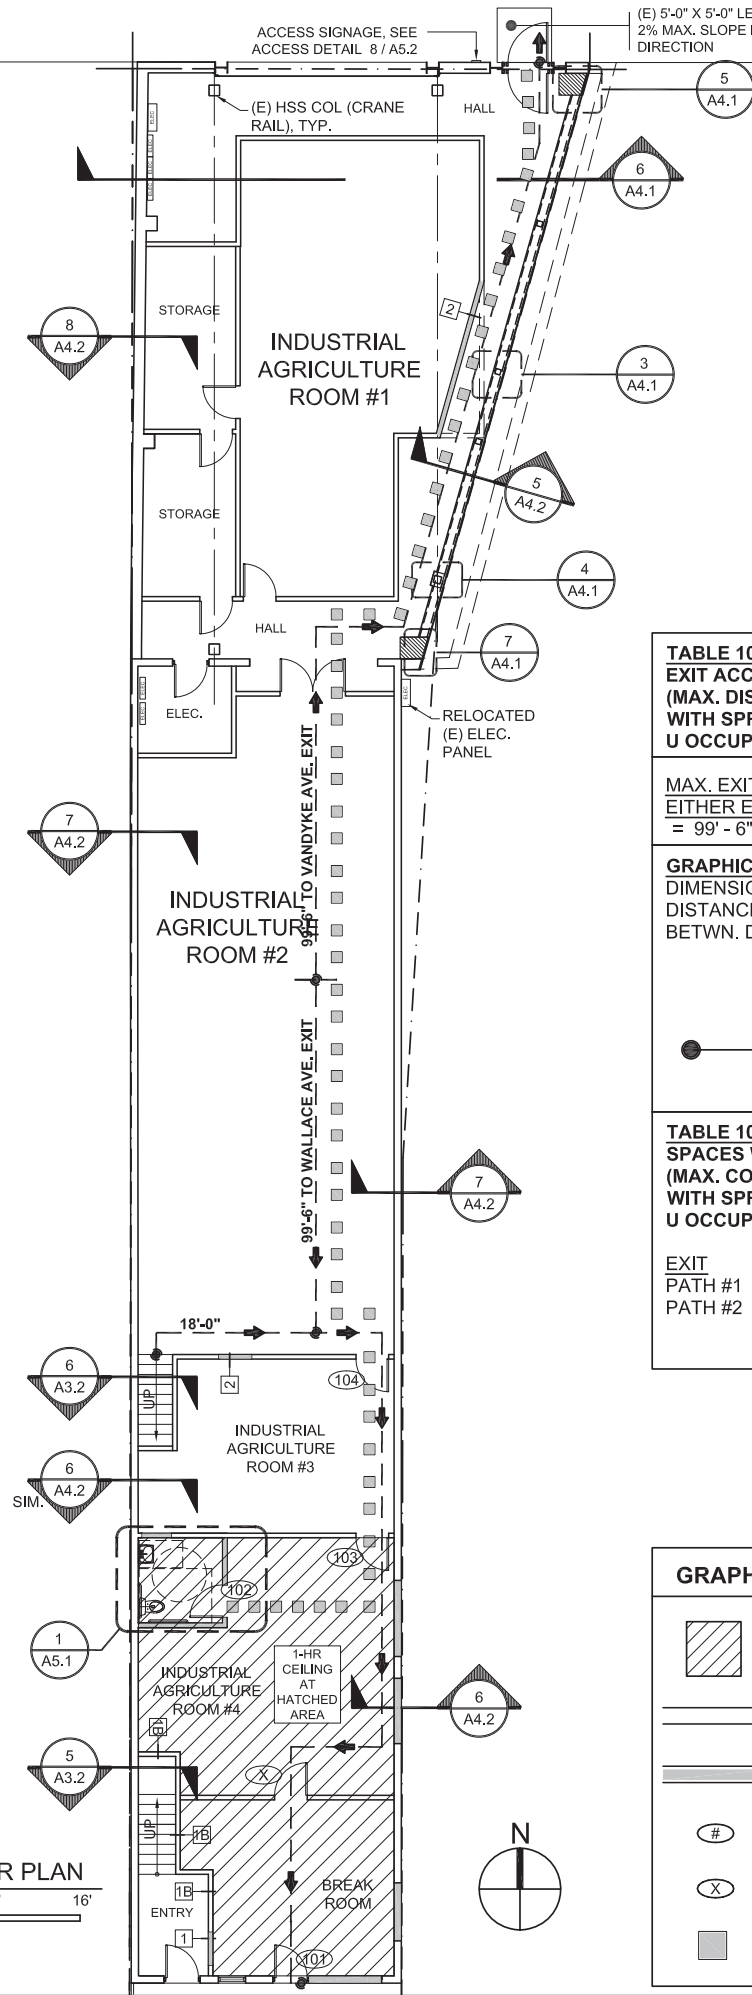 ACCESS SIGNAGE, SEE
ACCESS DETAIL 8 / A5.2
(E) 5'-0" X 5'-0" LE
2% MAX. SLOPE
DIRECTION
5
A4.1
(E) HSS COL (CRANE
RAIL), TYP.
HALL
ELEC
ELEC
ELEC
6
A4.1
STORAGE
2
8
A4.2
INDUSTRIAL
AGRICULTURE
ROOM #1
3
A4.1
STORAGE
5
A4.2
4
A4.1
HALL
7
A4.1
ELEC.
ELEC
ELEC
ELEC
RELOCATED
(E) ELEC.
PANEL
TABLE 10
EXIT ACC
(MAX. DIS
WITH SPR
U OCCUP
MAX. EXIT
EITHER E
= 99' - 6"
GRAPHIC
DIMENSIO
DISTANCE
BETWN. D
99'-6" TO VANDYKE AVE. EXIT
7
A4.2
INDUSTRIAL
AGRICULTURE
ROOM #2
99'-6" TO WALLACE AVE. EXIT
7
A4.2
TABLE 10
SPACES W
(MAX. CO
WITH SPR
U OCCUP
EXIT
PATH #1
PATH #2
18'-0"
6
A3.2
UP
2
104
INDUSTRIAL
AGRICULTURE
ROOM #3
6
A4.2
SIM.
103
102
1
A5.1
INDUSTRIAL
AGRICULTURE
ROOM #4
1-HR
CEILING
AT
HATCHED
AREA
6
A4.2
1B
5
A3.2
X
UP
1B
1B
BREAK
ROOM
ENTRY
1
101
N
R PLAN
16'
GRAPH
#
X